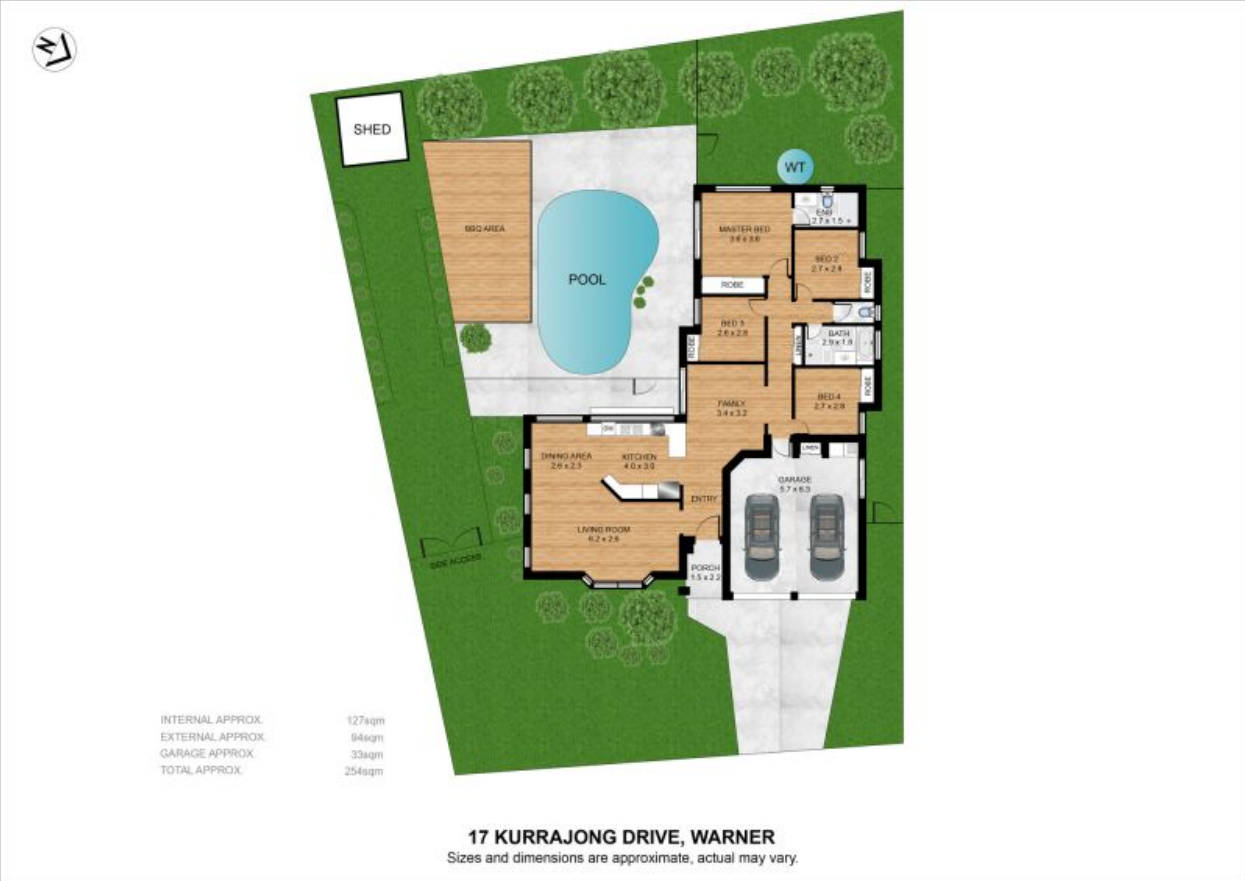 N
SHED
WT
ENS
2.7 x 1.5
MASTER BED
3.6 x 3.6
BBQ AREA
BED 2
2.7 x 2.8
POOL
ROBE
ROBE
BED 3
2.6 x 2.8
BATH
2.9 x 1.8
LINEN
ROBE
ROBE
FAMILY
3.4 x 3.2
BED 4
2.7 x 2.8
DW
LINEN
DINING AREA
2.6 x 2.3
KITCHEN
4.0 x 3.0
GARAGE
5.7 x 6.3
ENTRY
LIVING ROOM
6.2 x 2.6
SIDE ACCESS
PORCH
1.5 x 2.2
INTERNAL APPROX. 127sqm
EXTERNAL APPROX. 94sqm
GARAGE APPROX. 33sqm
TOTAL APPROX. 254sqm
17 KURRAJONG DRIVE, WARNER
Sizes and dimensions are approximate, actual may vary.